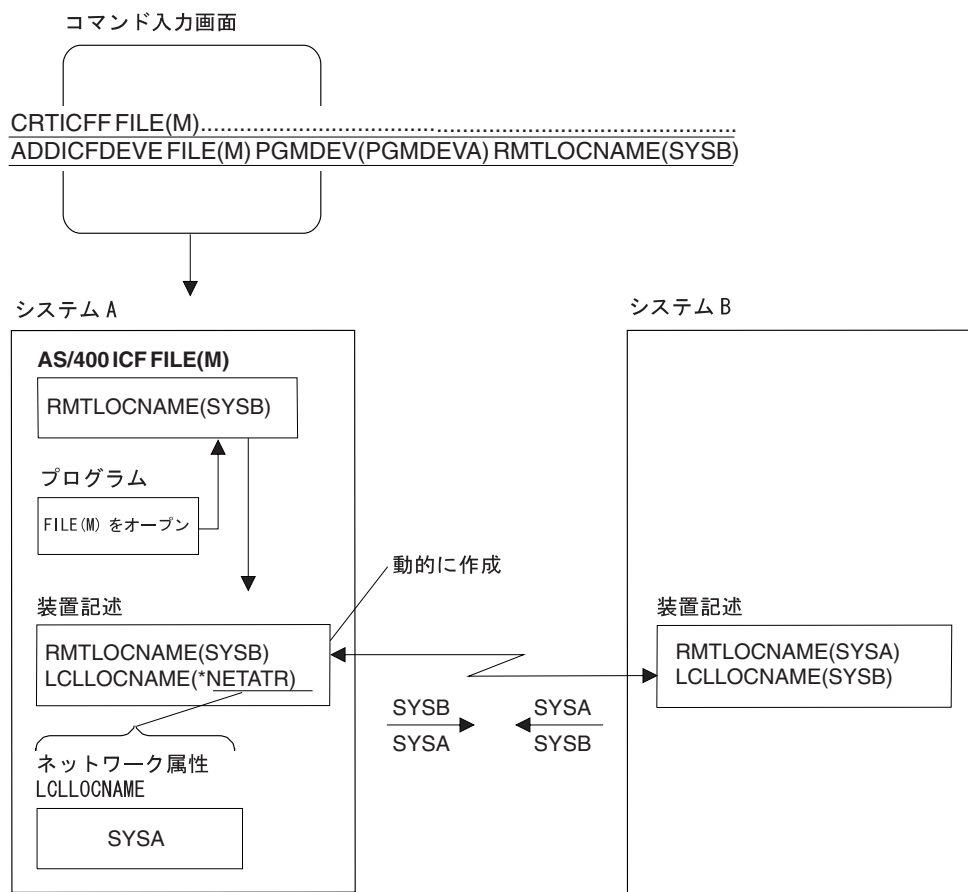 コマンド入力画面
CRTICFF FILE(M)...................................................................................
ADDICFDEVE FILE(M) PGMDEV(PGMDEVA) RMTLOCNAME(SYSB)
システム A
システム B
AS/400 ICF FILE(M)
RMTLOCNAME(SYSB)
プログラム
FILE(M) をオープン
動的に作成
装置記述
RMTLOCNAME(SYSB)
LCLLOCNAME(*NETATR)
装置記述
RMTLOCNAME(SYSA)
LCLLOCNAME(SYSB)
SYSB
SYSA
SYSA
SYSB
ネットワーク属性
LCLLOCNAME
SYSA